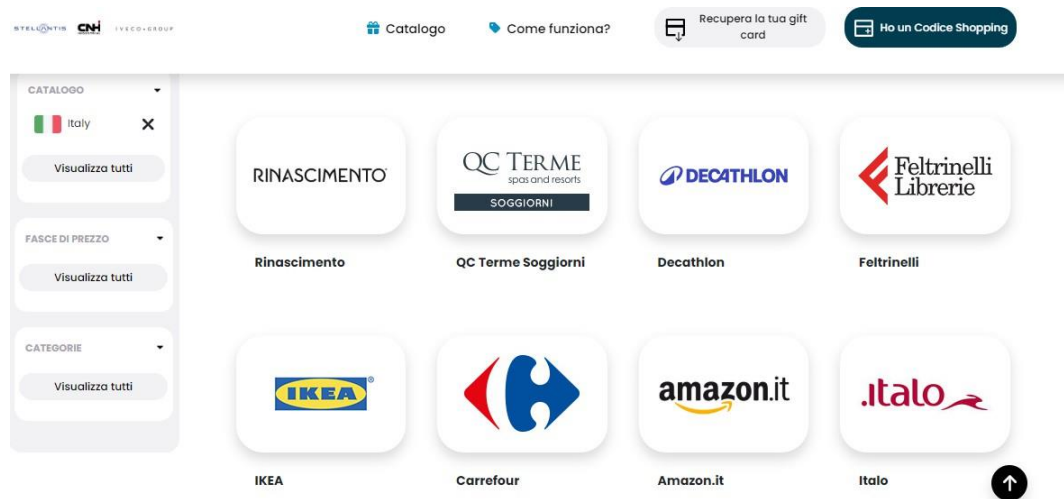 STELLANTIS CNH IVECO•GROUP
Catalogo
Come funziona?
Recupera la tua gift
card
Ho un Codice Shopping
CATALOGO
Italy
Visualizza tutti
FASCE DI PREZZO
Visualizza tutti
CATEGORIE
Visualizza tutti
RINASCIMENTO
QC TERME
spas and resorts
SOGGIORNI
DECATHLON
Feltrinelli
Librerie
Rinascimento
QC Terme Soggiorni
Decathlon
Feltrinelli
IKEA
amazon.it
.italo
IKEA
Carrefour
Amazon.it
Italo